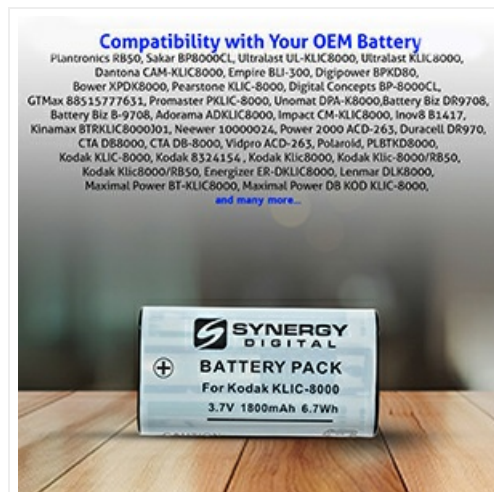 Compatibility with Your OEM Battery
Plantronics RB50, Sakar BP8000CL, Ultralast UL-KLIC8000, Ultralast KLIC8000,
Dantona CAM-KLIC8000, Empire BLI-300, Digipower BPKD80,
Bower XPDK8000, Pearstone KLIC-8000, Digital Concepts BP-8000CL,
GTMax 88515777631, Promaster PKLIC-8000, Unomat DPA-K8000,Battery Biz DR9708,
Battery Biz B-9708, Adorama ADKLIC8000, Impact CM-KLIC8000, Inov8 B1417,
Kinamax BTRKLIC8000J01, Neewer 10000024, Power 2000 ACD-263, Duracell DR970,
CTA DB8000, CTA DB-8000, Vidpro ACD-263, Polaroid, PLBTKD8000,
Kodak KLIC-8000, Kodak 8324154 , Kodak Klic8000, Kodak Klic-8000/RB50,
Kodak Klic8000/RB50, Energizer ER-DKLIC8000, Lenmar DLK8000,
Maximal Power BT-KLIC8000, Maximal Power DB KOD KLIC-8000,
and many more...
SYNERGY
DIGITAL
BATTERY PACK
For Kodak KLIC-8000
3.7V 1800mAh 6.7Wh
CAUTION